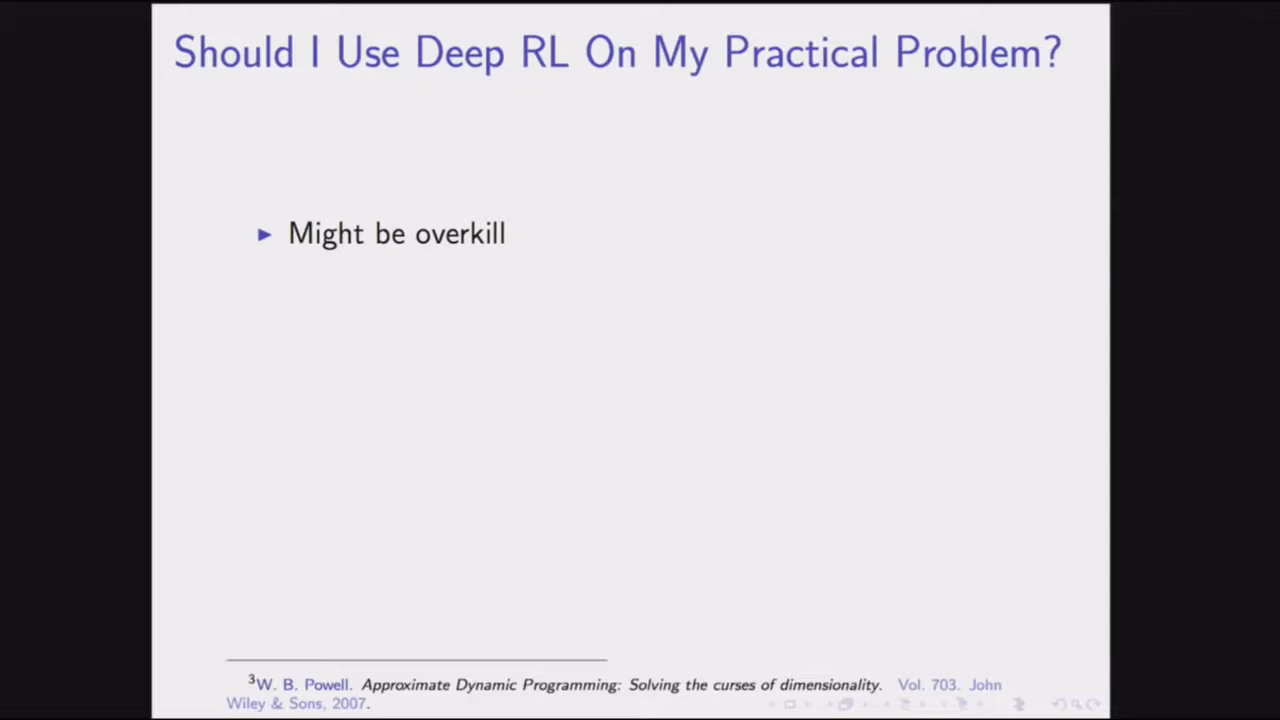 Should I Use Deep RL On My Practical Problem?
▶ Might be overkill
³W. B. Powell. Approximate Dynamic Programming: Solving the curses of dimensionality. Vol. 703. John
Wiley & Sons, 2007.